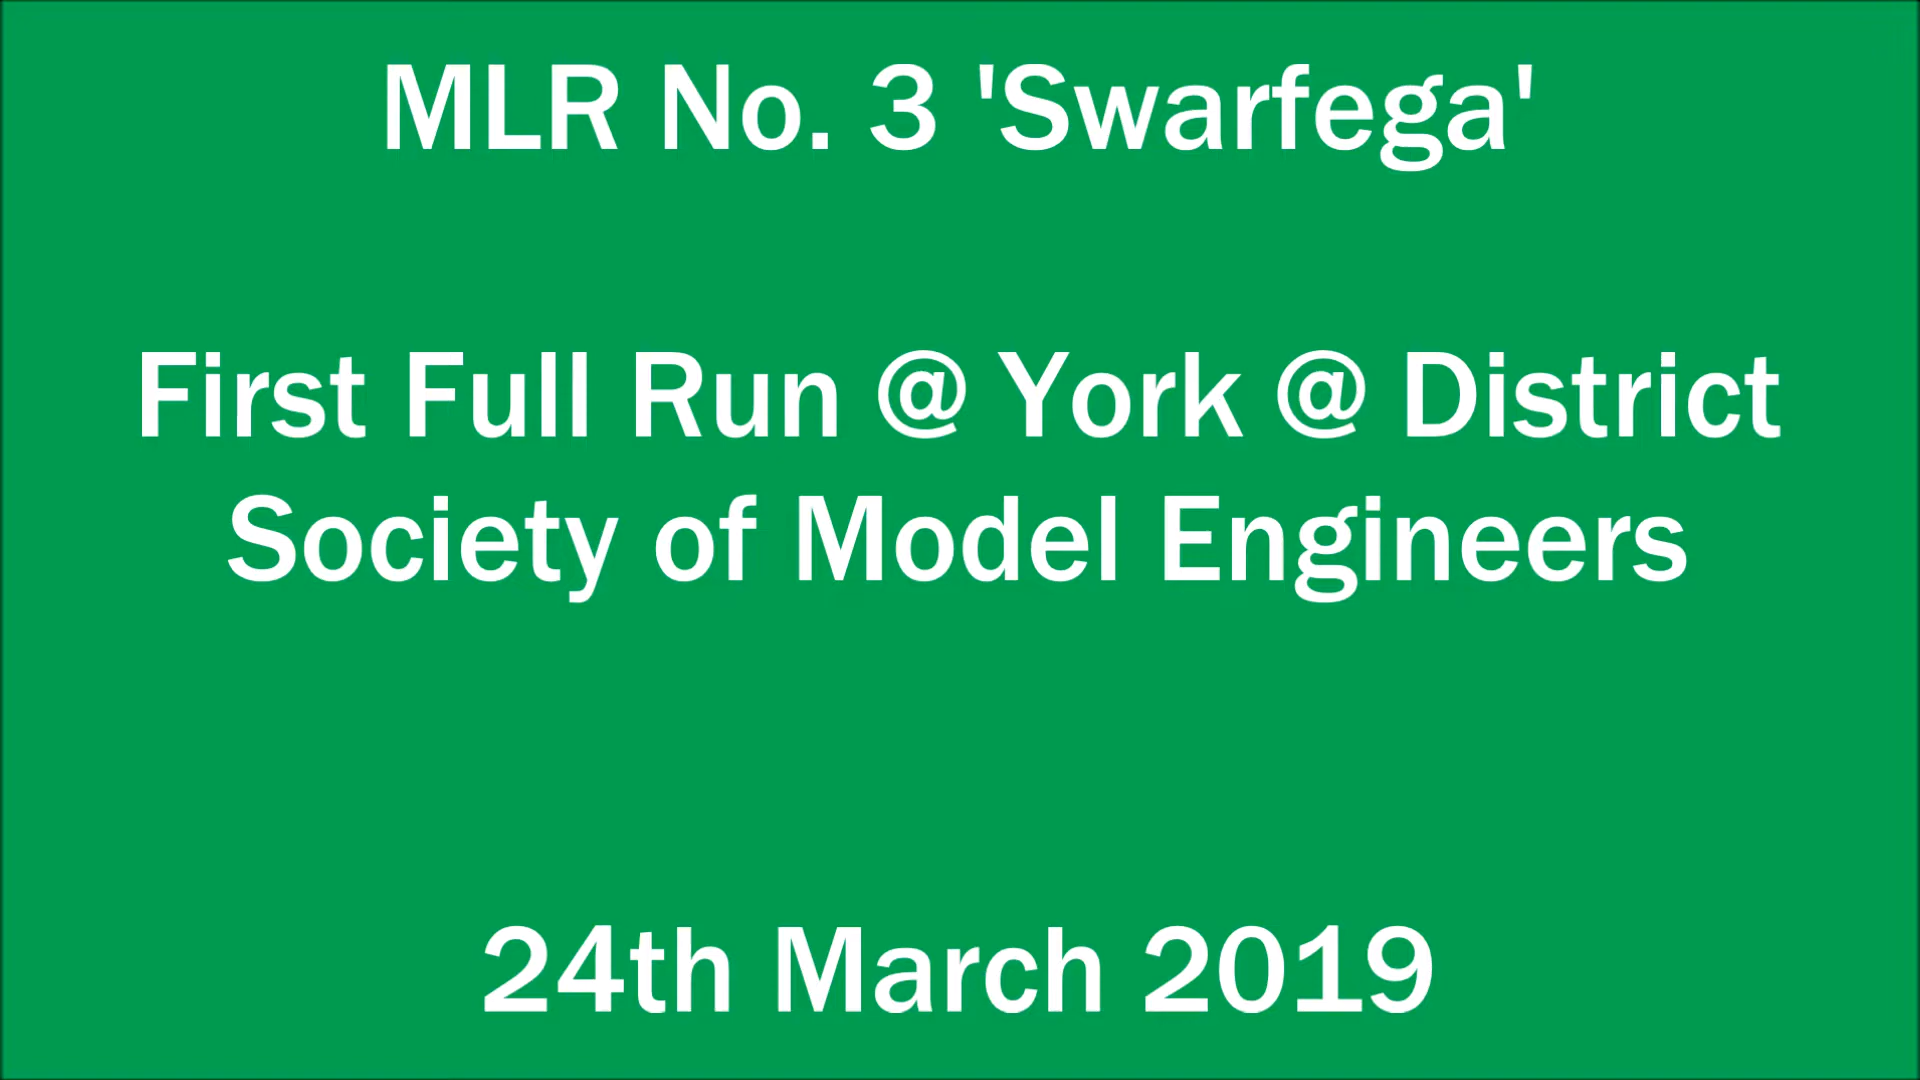 MLR No. 3 'Swarfega'
First Full Run @ York @ District
Society of Model Engineers
24th March 2019